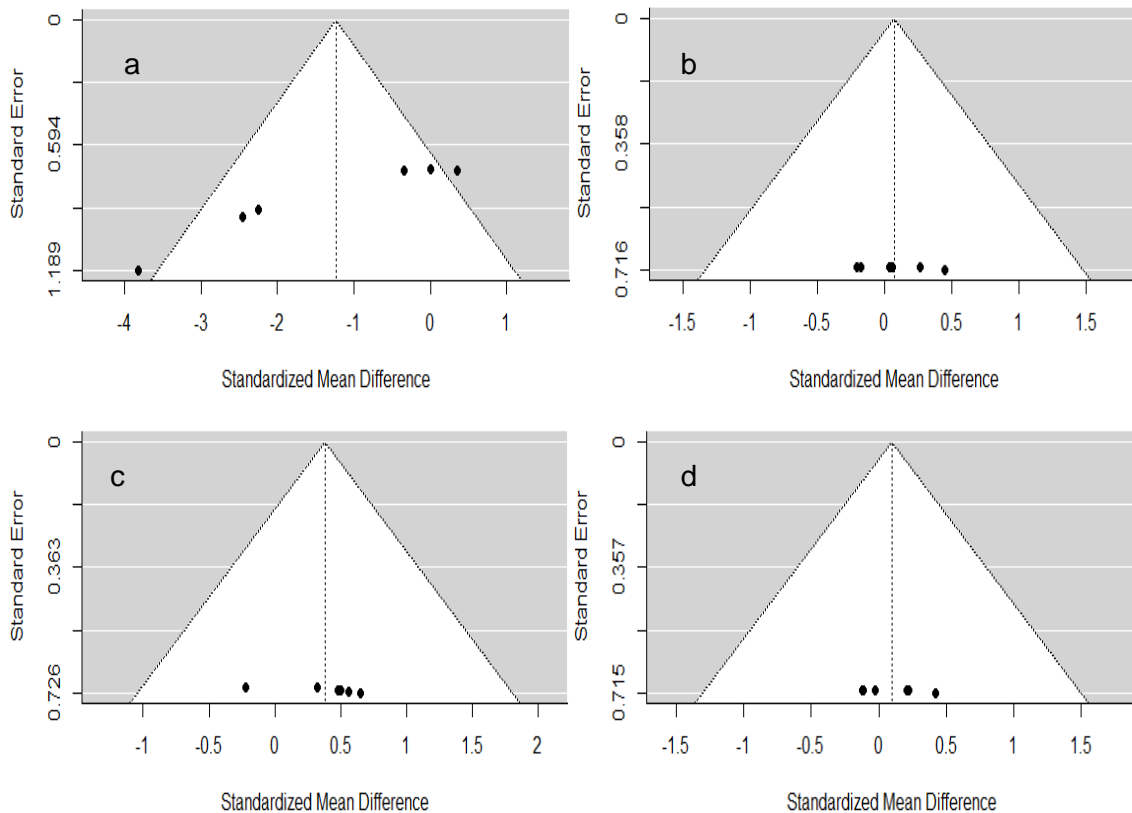 a
Standard Error
0
0.594
1.189
-4 -3 -2 -1 0 1
Standardized Mean Difference
b
Standard Error
0
0.358
0.716
-1.5 -1 -0.5 0 0.5 1 1.5
Standardized Mean Difference
c
Standard Error
0
0.363
0.726
-1 -0.5 0 0.5 1 1.5 2
Standardized Mean Difference
d
Standard Error
0
0.357
0.715
-1.5 -1 -0.5 0 0.5 1 1.5
Standardized Mean Difference